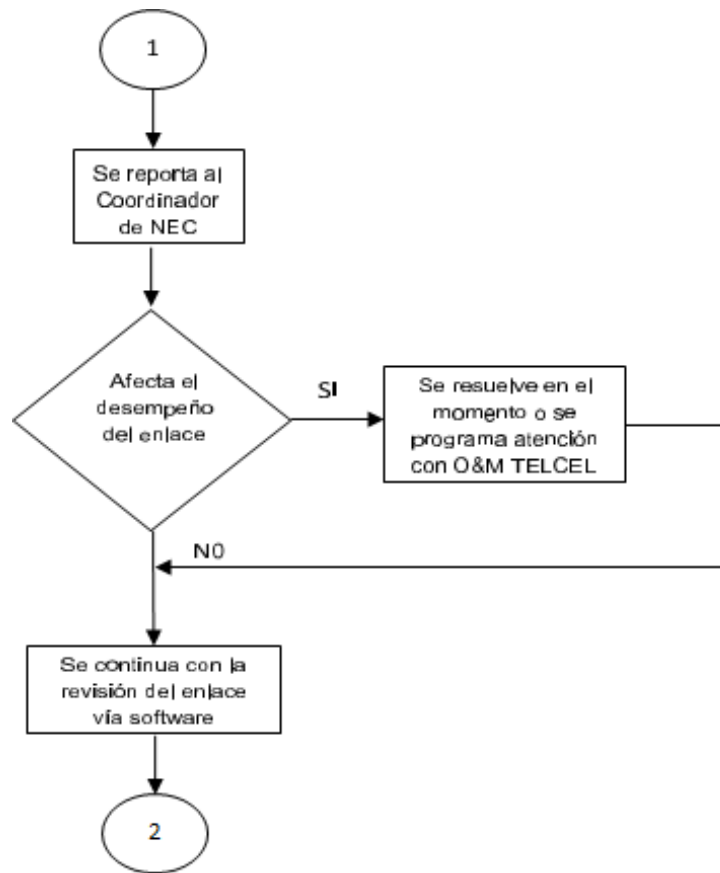 1
Se reporta al
Coordinador
de NEC
Afecta el
desempeño
del enlace
SI
Se resuelve en el
momento o se
programa atención
con O&M TELCEL
N0
Se continua con la
revisión del enlace
vía software
2